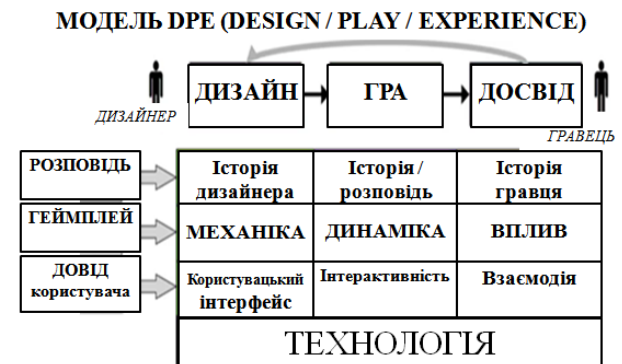 МОДЕЛЬ DPE (DESIGN / PLAY / EXPERIENCE)
ДИЗАЙН
ГРА
ДОСВІД
ДИЗАЙНЕР
ГРАВЕЦЬ
РОЗПОВІДЬ
Історія
дизайнера
Історія /
розповідь
Історія
гравця
ГЕЙМПЛЕЙ
МЕХАНІКА
ДИНАМІКА
ВПЛИВ
ДОВІД
користувача
Користувацький
інтерфейс
Інтерактивність
Взаємодія
ТЕХНОЛОГІЯ